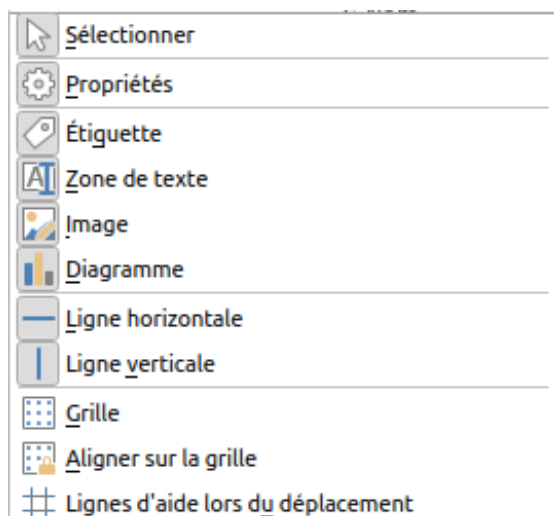 Sélectionner
Propriétés
Étiquette
Zone de texte
Image
Diagramme
Ligne horizontale
Ligne verticale
Grille
Aligner sur la grille
Lignes d'aide lors du déplacement